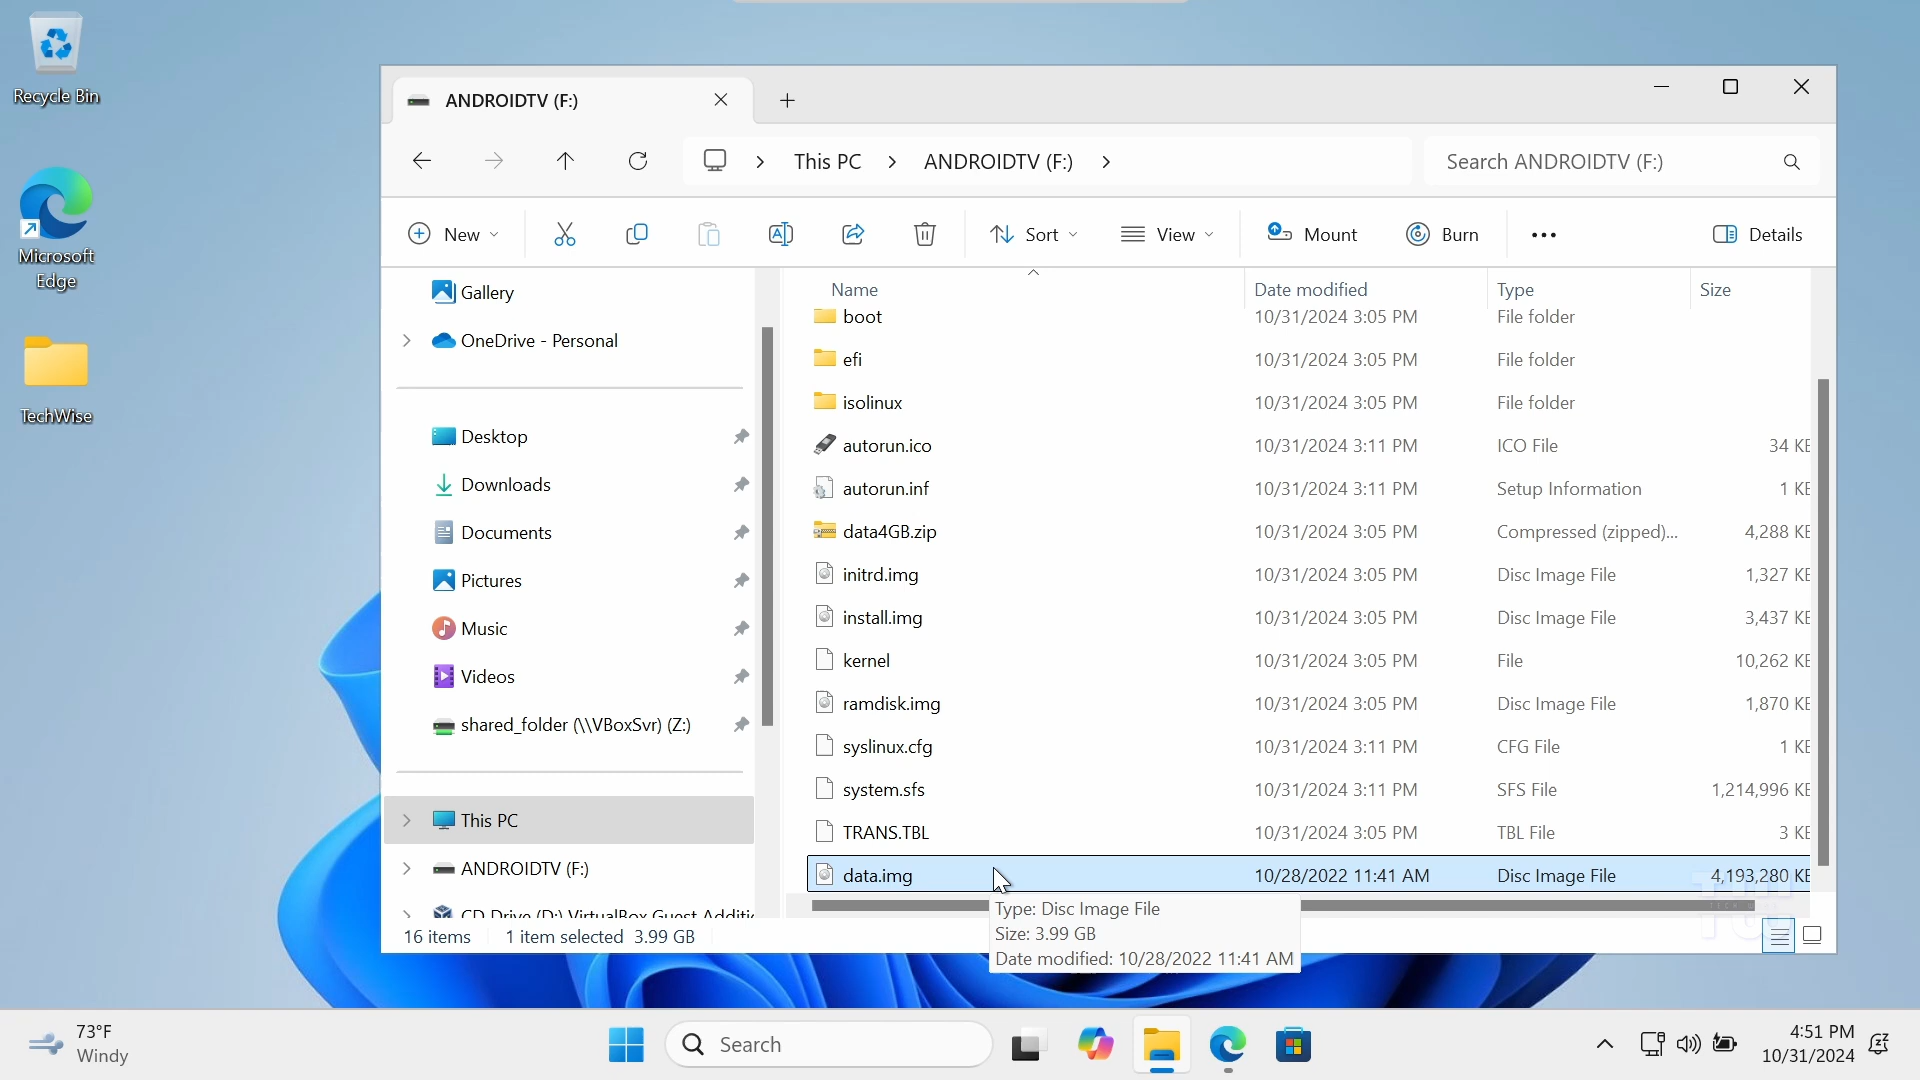 Recycle Bin
Microsoft
Edge
TechWise
ANDROIDTV (F:)
This PC
ANDROIDTV (F:)
Search ANDROIDTV (F:)
New
Sort
View
Mount
Burn
Details
Gallery
OneDrive - Personal
Desktop
Downloads
Documents
Pictures
Music
Videos
shared_folder (\\VBoxSvr) (Z:)
This PC
ANDROIDTV (F:)
CD Drive (D:) VirtualBox Guest Additi
Name Date modified Type Size
boot 10/31/2024 3:05 PM File folder
efi 10/31/2024 3:05 PM File folder
isolinux 10/31/2024 3:05 PM File folder
autorun.ico 10/31/2024 3:11 PM ICO File 34 KB
autorun.inf 10/31/2024 3:11 PM Setup Information 1 KB
data4GB.zip 10/31/2024 3:05 PM Compressed (zipped)... 4,288 KB
initrd.img 10/31/2024 3:05 PM Disc Image File 1,327 KB
install.img 10/31/2024 3:05 PM Disc Image File 3,437 KB
kernel 10/31/2024 3:05 PM File 10,262 KB
ramdisk.img 10/31/2024 3:05 PM Disc Image File 1,870 KB
syslinux.cfg 10/31/2024 3:11 PM CFG File 1 KB
system.sfs 10/31/2024 3:11 PM SFS File 1,214,996 KB
TRANS.TBL 10/31/2024 3:05 PM TBL File 3 KB
data.img 10/28/2022 11:41 AM Disc Image File 4,193,280 KB
Type: Disc Image File
Size: 3.99 GB
Date modified: 10/28/2022 11:41 AM
16 items 1 item selected 3.99 GB
73°F
Windy
Search
4:51 PM
10/31/2024